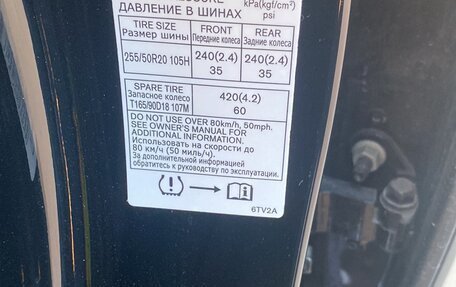 ДАВЛЕНИЕ В ШИНАХ
kPa(kgf/cm²)
psi
TIRE SIZE FRONT REAR
Размер шины Передние колеса Задние колеса
255/50R20 105H 240(2.4) 240(2.4)
35 35
SPARE TIRE
Запасное колесо 420(4.2)
T165/90D18 107M 60
DO NOT USE OVER 80km/h, 50mph.
SEE OWNER'S MANUAL FOR
ADDITIONAL INFORMATION.
Использовать на скорости до
80 км/ч (50 миль/ч).
За дополнительной информацией
обратитесь к руководству по эксплуатации.
6TV2A